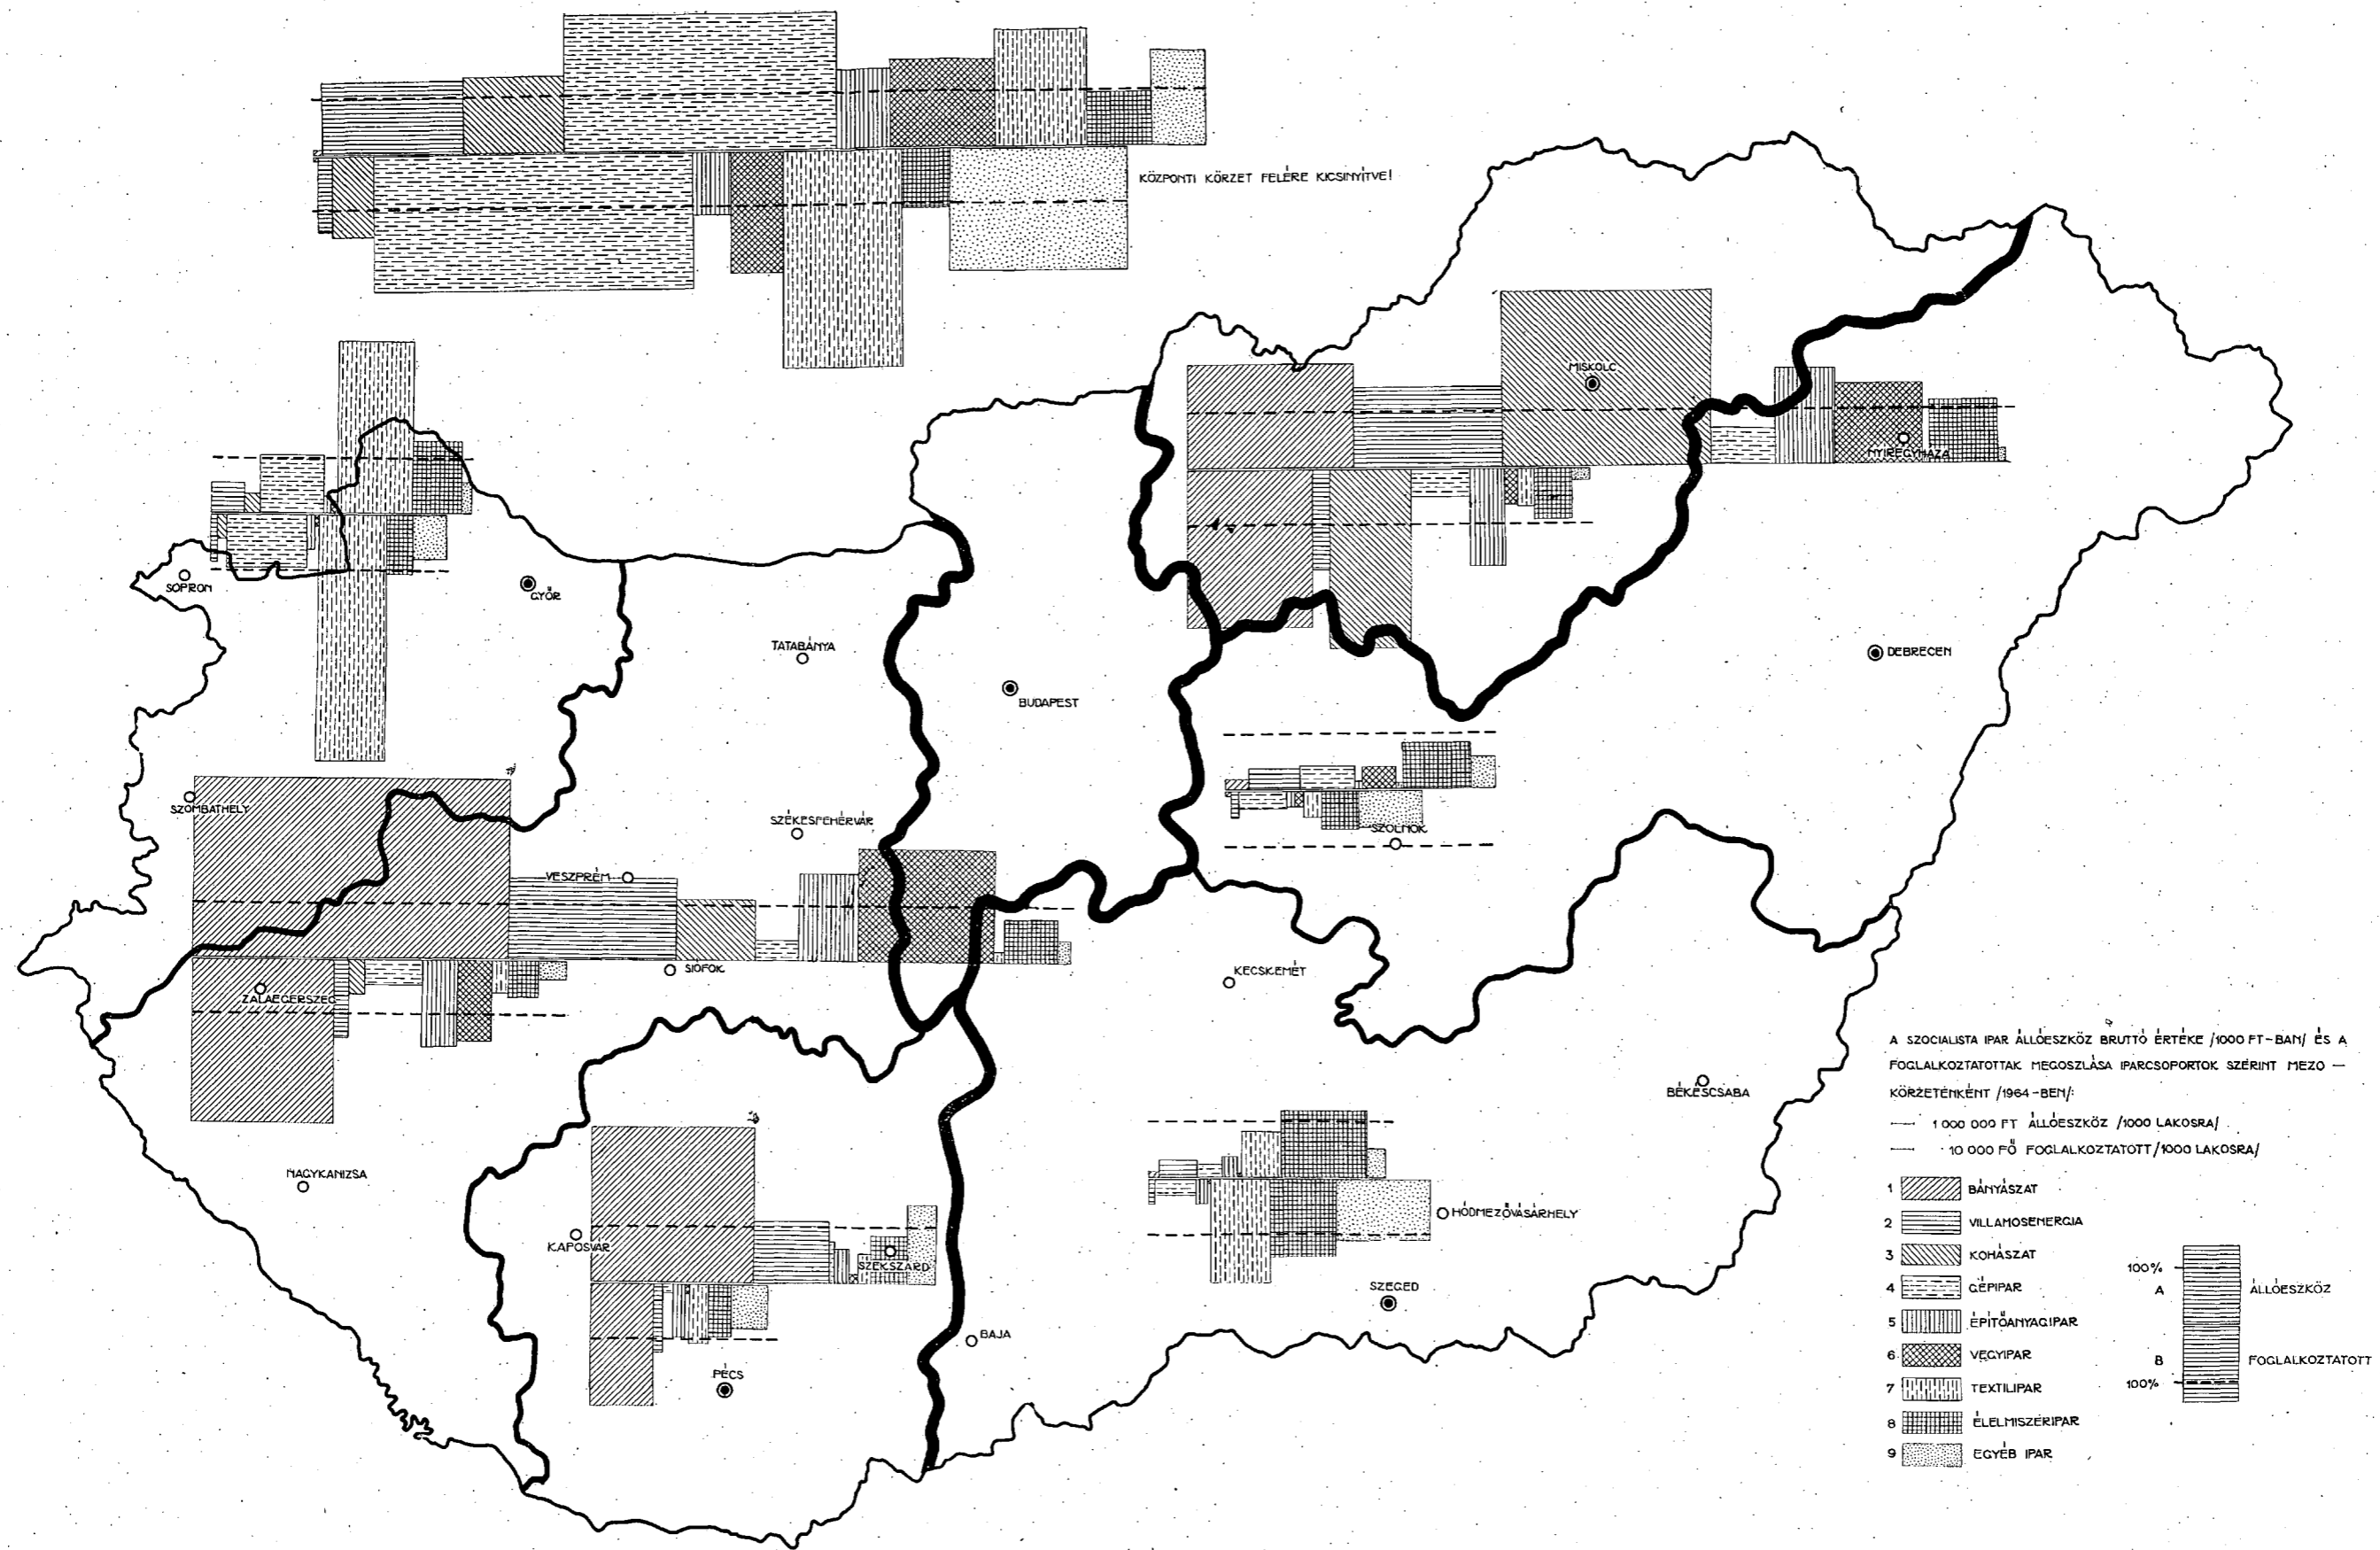 KÖZPONTI KÖRZET FELÉRE KICSINYÍTVE!
MISKOLC
NYIREGYHÁZA
SOPRON
GYŐR
TATABÁNYA
BUDAPEST
DEBRECEN
SZOMBATHELY
SZÉKESFEHÉRVÁR
SZOLNOK
VESZPRÉM
SIÓFOK
ZALAEGERSZEG
KECSKEMÉT
BÉKÉSCSABA
NAGYKANIZSA
KAPOSVÁR
SZEKSZÁRD
HÓDMEZŐVÁSÁRHELY
SZEGED
BAJA
PÉCS
A SZOCIALISTA IPAR ÁLLÓESZKÖZ BRUTTÓ ÉRTÉKE /1000 FT-BAN/ ÉS A
FOGLALKOZTATOTTAK MEGOSZLÁSA IPARCSOPORTOK SZERINT MEZO —
KÖRZETENKÉNT /1964-BEN/:
1 000 000 FT ÁLLÓESZKÖZ /1000 LAKOSRA/
10 000 FŐ FOGLALKOZTATOTT/1000 LAKOSRA/
1 BÁNYÁSZAT
2 VILLAMOSENERGIA
3 KOHÁSZAT
4 GÉPIPAR
5 ÉPÍTŐANYAGIPAR
6 VEGYIPAR
7 TEXTILIPAR
8 ÉLELMISZERIPAR
9 EGYÉB IPAR
100%
A ÁLLÓESZKÖZ
B FOGLALKOZTATOTT
100%